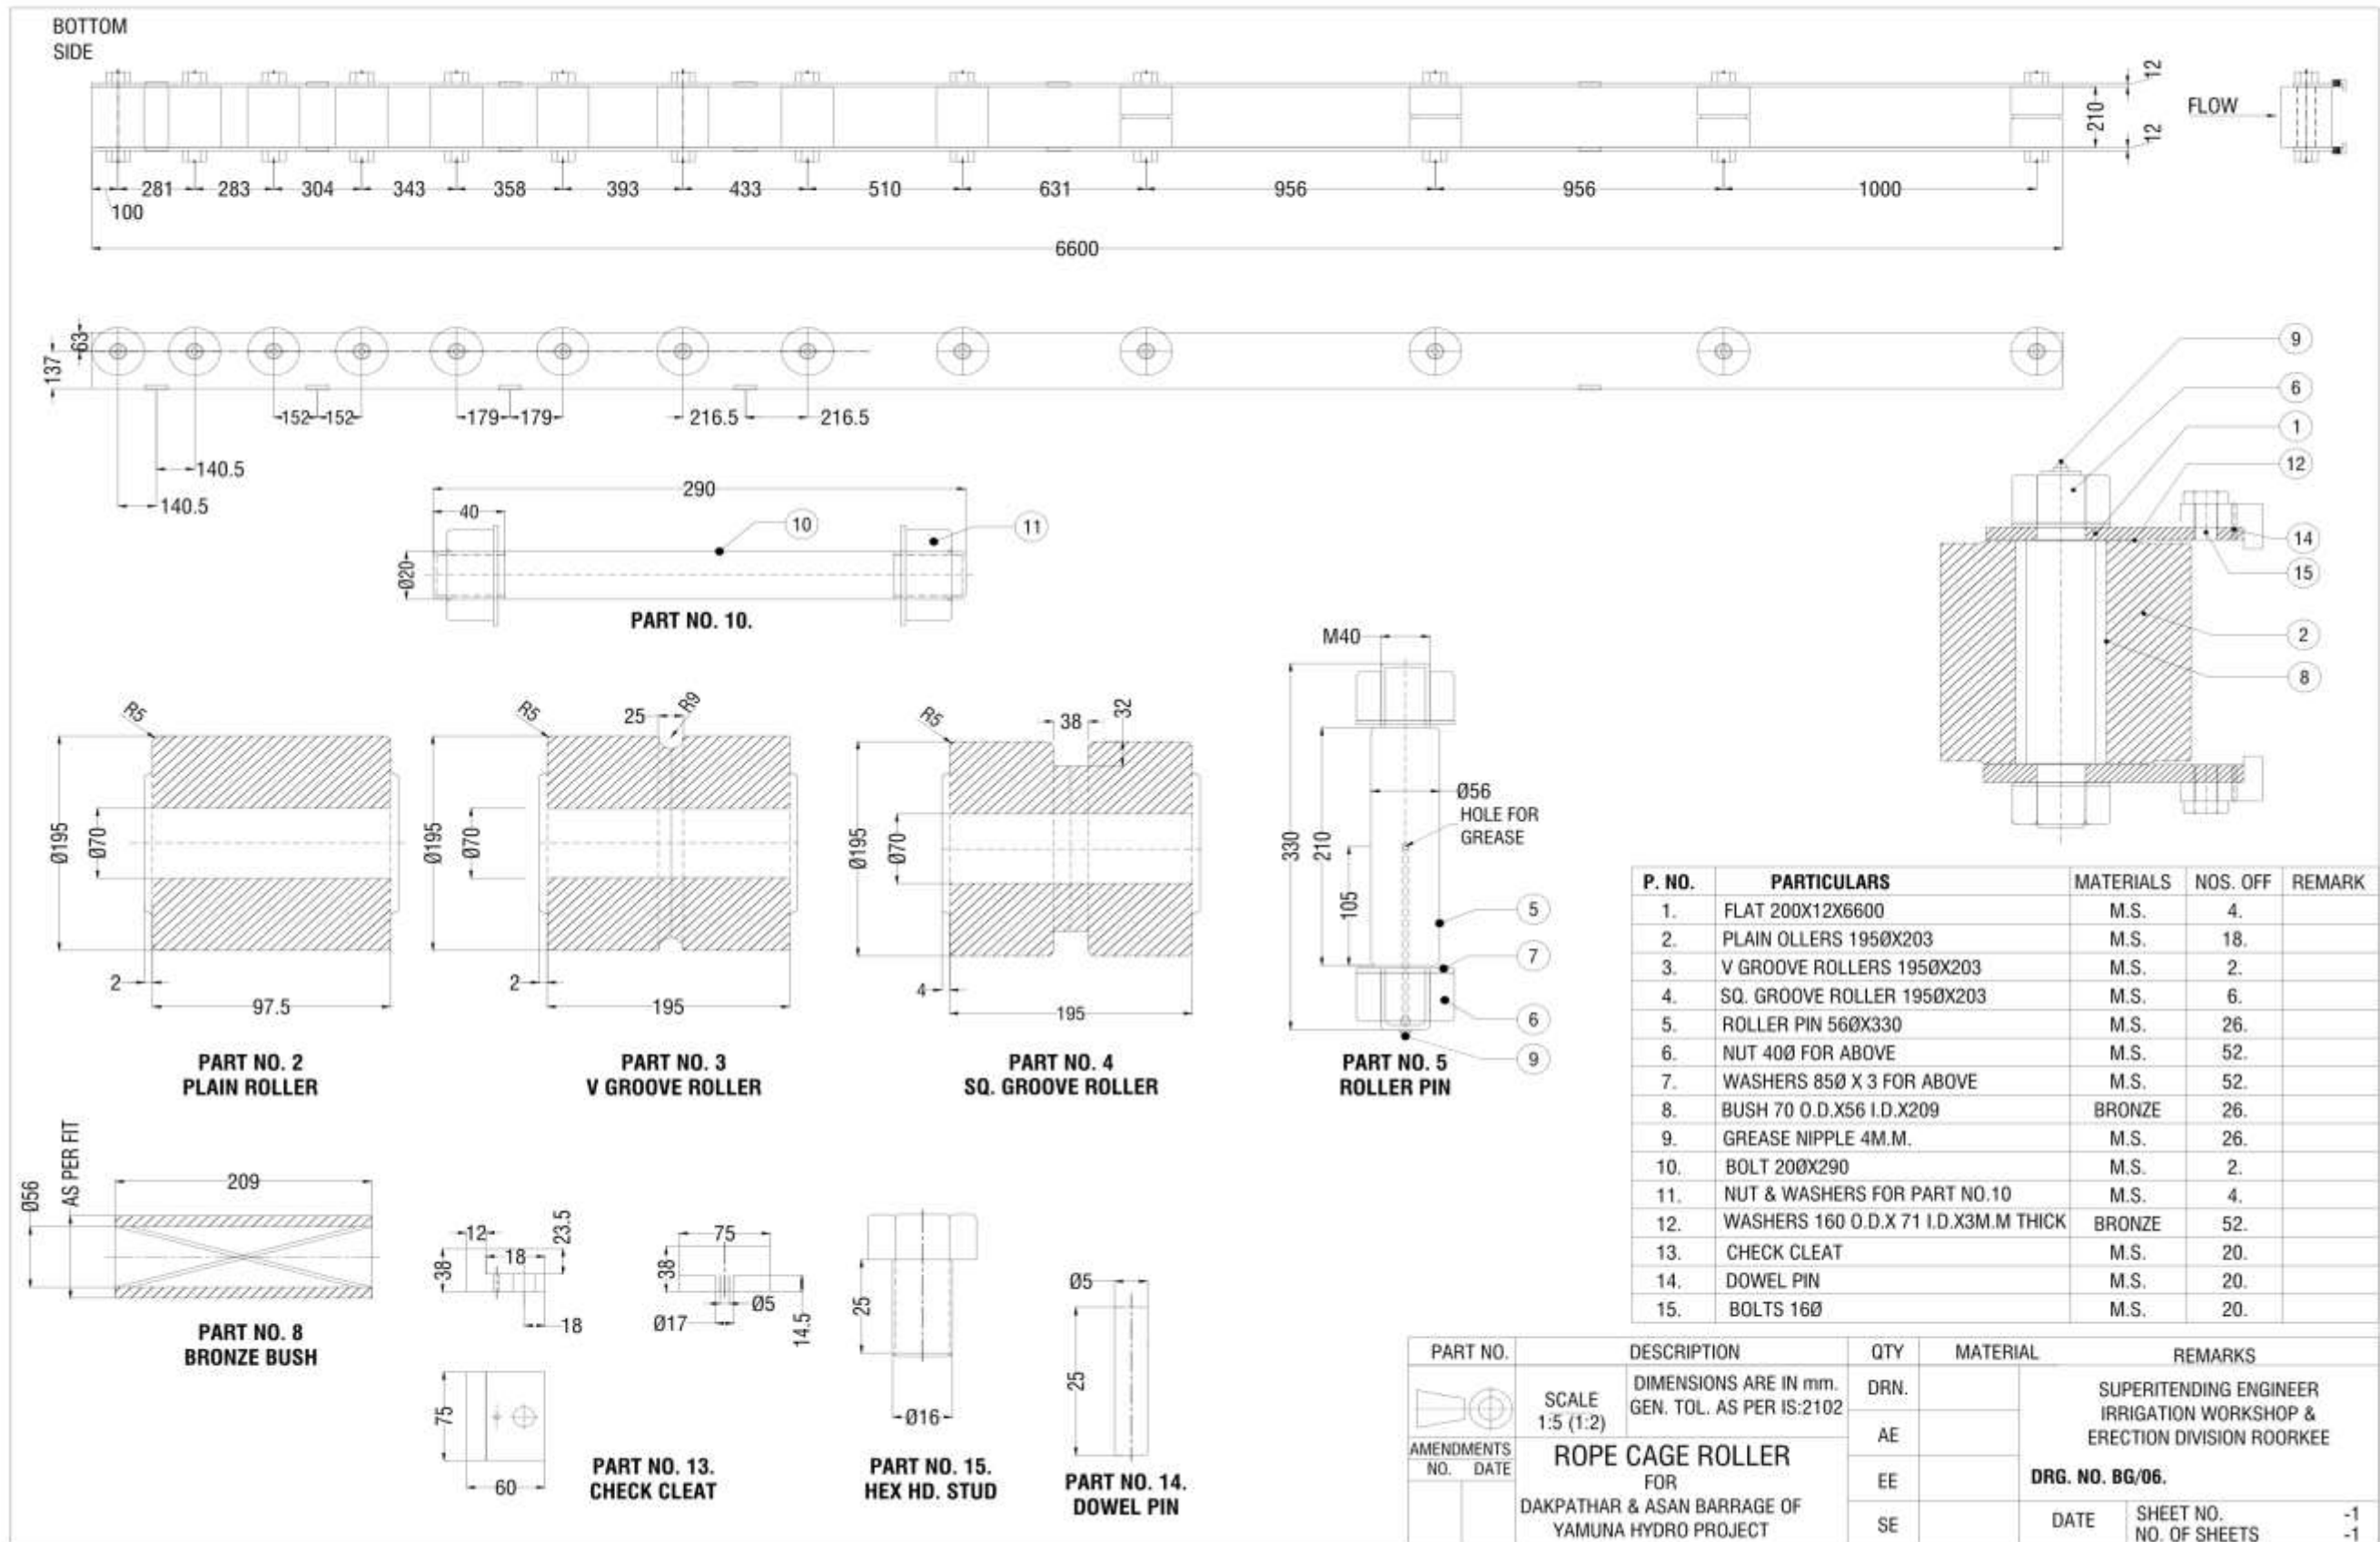 BOTTOM
SIDE
12
210
12
FLOW
281 283 304 343 358 393 433 510 631 956 956 1000
100
6600
63
137
152 152 179 179 216.5 216.5
140.5
140.5
9
6
1
12
14
15
2
8
290
40
10
11
Ø20
PART NO. 10.
R5
Ø195
Ø70
2
97.5
PART NO. 2
PLAIN ROLLER
R5
25
R9
Ø195
Ø70
2
195
PART NO. 3
V GROOVE ROLLER
R5
38
32
Ø195
Ø70
4
195
PART NO. 4
SQ. GROOVE ROLLER
M40
Ø56
HOLE FOR
GREASE
330
210
105
5
7
6
9
PART NO. 5
ROLLER PIN
P. NO. PARTICULARS MATERIALS NOS. OFF REMARK
1. FLAT 200X12X6600 M.S. 4.
2. PLAIN OLLERS 195ØX203 M.S. 18.
3. V GROOVE ROLLERS 195ØX203 M.S. 2.
4. SQ. GROOVE ROLLER 195ØX203 M.S. 6.
5. ROLLER PIN 56ØX330 M.S. 26.
6. NUT 40Ø FOR ABOVE M.S. 52.
7. WASHERS 85Ø X 3 FOR ABOVE M.S. 52.
8. BUSH 70 O.D.X56 I.D.X209 BRONZE 26.
9. GREASE NIPPLE 4M.M. M.S. 26.
10. BOLT 20ØX290 M.S. 2.
11. NUT & WASHERS FOR PART NO.10 M.S. 4.
12. WASHERS 160 O.D.X 71 I.D.X3M.M THICK BRONZE 52.
13. CHECK CLEAT M.S. 20.
14. DOWEL PIN M.S. 20.
15. BOLTS 16Ø M.S. 20.
Ø56
AS PER FIT
209
PART NO. 8
BRONZE BUSH
12
18
23.5
38
18
75
38
Ø5
Ø17
14.5
75
60
PART NO. 13.
CHECK CLEAT
25
Ø16
PART NO. 15.
HEX HD. STUD
Ø5
25
PART NO. 14.
DOWEL PIN
PART NO. DESCRIPTION QTY MATERIAL REMARKS
SCALE
1:5 (1:2)
DIMENSIONS ARE IN mm.
GEN. TOL. AS PER IS:2102
DRN.
AE
EE
SE
SUPERITENDING ENGINEER
IRRIGATION WORKSHOP &
ERECTION DIVISION ROORKEE
AMENDMENTS
NO. DATE
ROPE CAGE ROLLER
FOR
DAKPATHAR & ASAN BARRAGE OF
YAMUNA HYDRO PROJECT
DRG. NO. BG/06.
DATE
SHEET NO. -1
NO. OF SHEETS -1